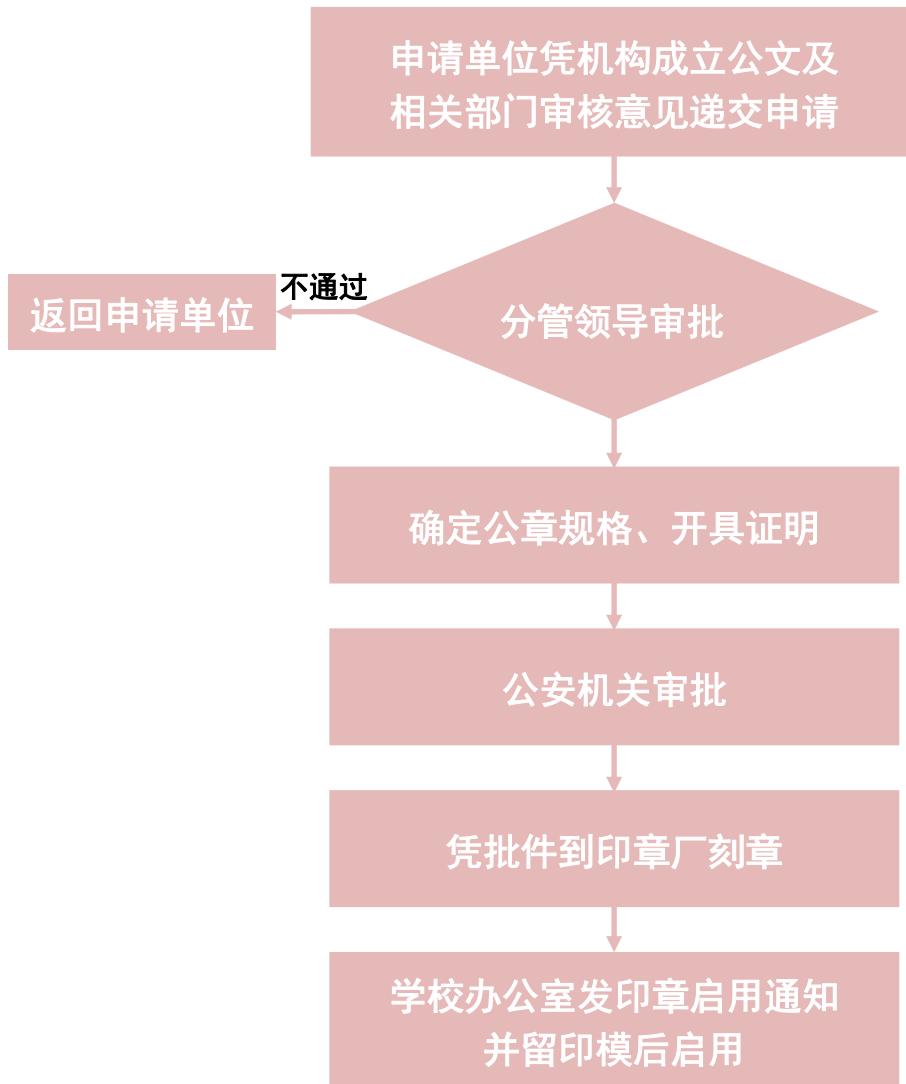 申请单位凭机构成立公文及
相关部门审核意见递交申请
不通过
返回申请单位
分管领导审批
确定公章规格、开具证明
公安机关审批
凭批件到印章厂刻章
学校办公室发印章启用通知
并留印模后启用